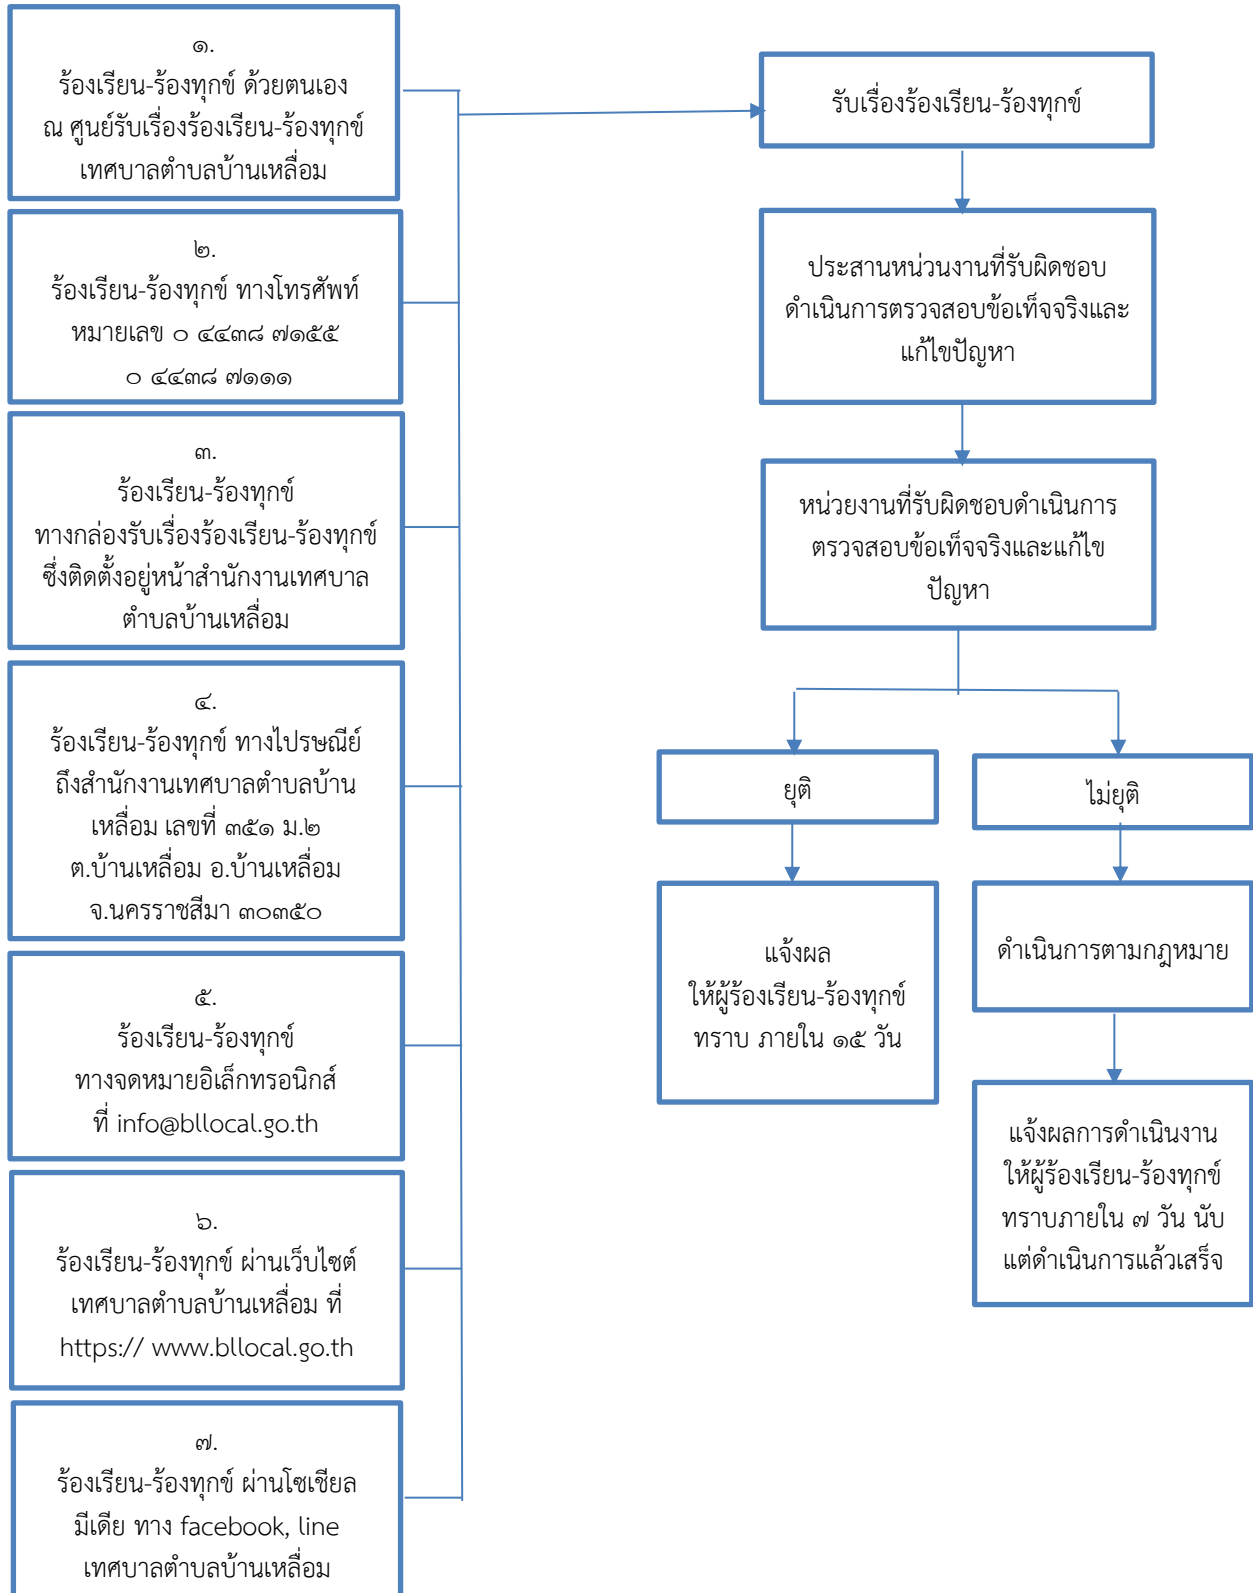 ๑.
ร้องเรียน-ร้องทุกข์ ด้วยตนเอง
ณ ศูนย์รับเรื่องร้องเรียน-ร้องทุกข์
เทศบาลตำบลบ้านเหลื่อม
๒.
ร้องเรียน-ร้องทุกข์ ทางโทรศัพท์
หมายเลข ๐ ๔๔๓๘ ๗๑๕๕
๐ ๔๔๓๘ ๗๑๑๑
๓.
ร้องเรียน-ร้องทุกข์
ทางกล่องรับเรื่องร้องเรียน-ร้องทุกข์
ซึ่งติดตั้งอยู่หน้าสำนักงานเทศบาล
ตำบลบ้านเหลื่อม
๔.
ร้องเรียน-ร้องทุกข์ ทางไปรษณีย์
ถึงสำนักงานเทศบาลตำบลบ้าน
เหลื่อม เลขที่ ๓๕๑ ม.๒
ต.บ้านเหลื่อม อ.บ้านเหลื่อม
จ.นครราชสีมา ๓๐๓๕๐
๕.
ร้องเรียน-ร้องทุกข์
ทางจดหมายอิเล็กทรอนิกส์
ที่ info@bllocal.go.th
๖.
ร้องเรียน-ร้องทุกข์ ผ่านเว็บไซต์
เทศบาลตำบลบ้านเหลื่อม ที่
https:// www.bllocal.go.th
๗.
ร้องเรียน-ร้องทุกข์ ผ่านโซเชียล
มีเดีย ทาง facebook, line
เทศบาลตำบลบ้านเหลื่อม
รับเรื่องร้องเรียน-ร้องทุกข์
ประสานหน่วนงานที่รับผิดชอบ
ดำเนินการตรวจสอบข้อเท็จจริงและ
แก้ไขปัญหา
หน่วยงานที่รับผิดชอบดำเนินการ
ตรวจสอบข้อเท็จจริงและแก้ไข
ปัญหา
ยุติ
แจ้งผล
ให้ผู้ร้องเรียน-ร้องทุกข์
ทราบ ภายใน ๑๕ วัน
ไม่ยุติ
ดำเนินการตามกฎหมาย
แจ้งผลการดำเนินงาน
ให้ผู้ร้องเรียน-ร้องทุกข์
ทราบภายใน ๗ วัน นับ
แต่ดำเนินการแล้วเสร็จ